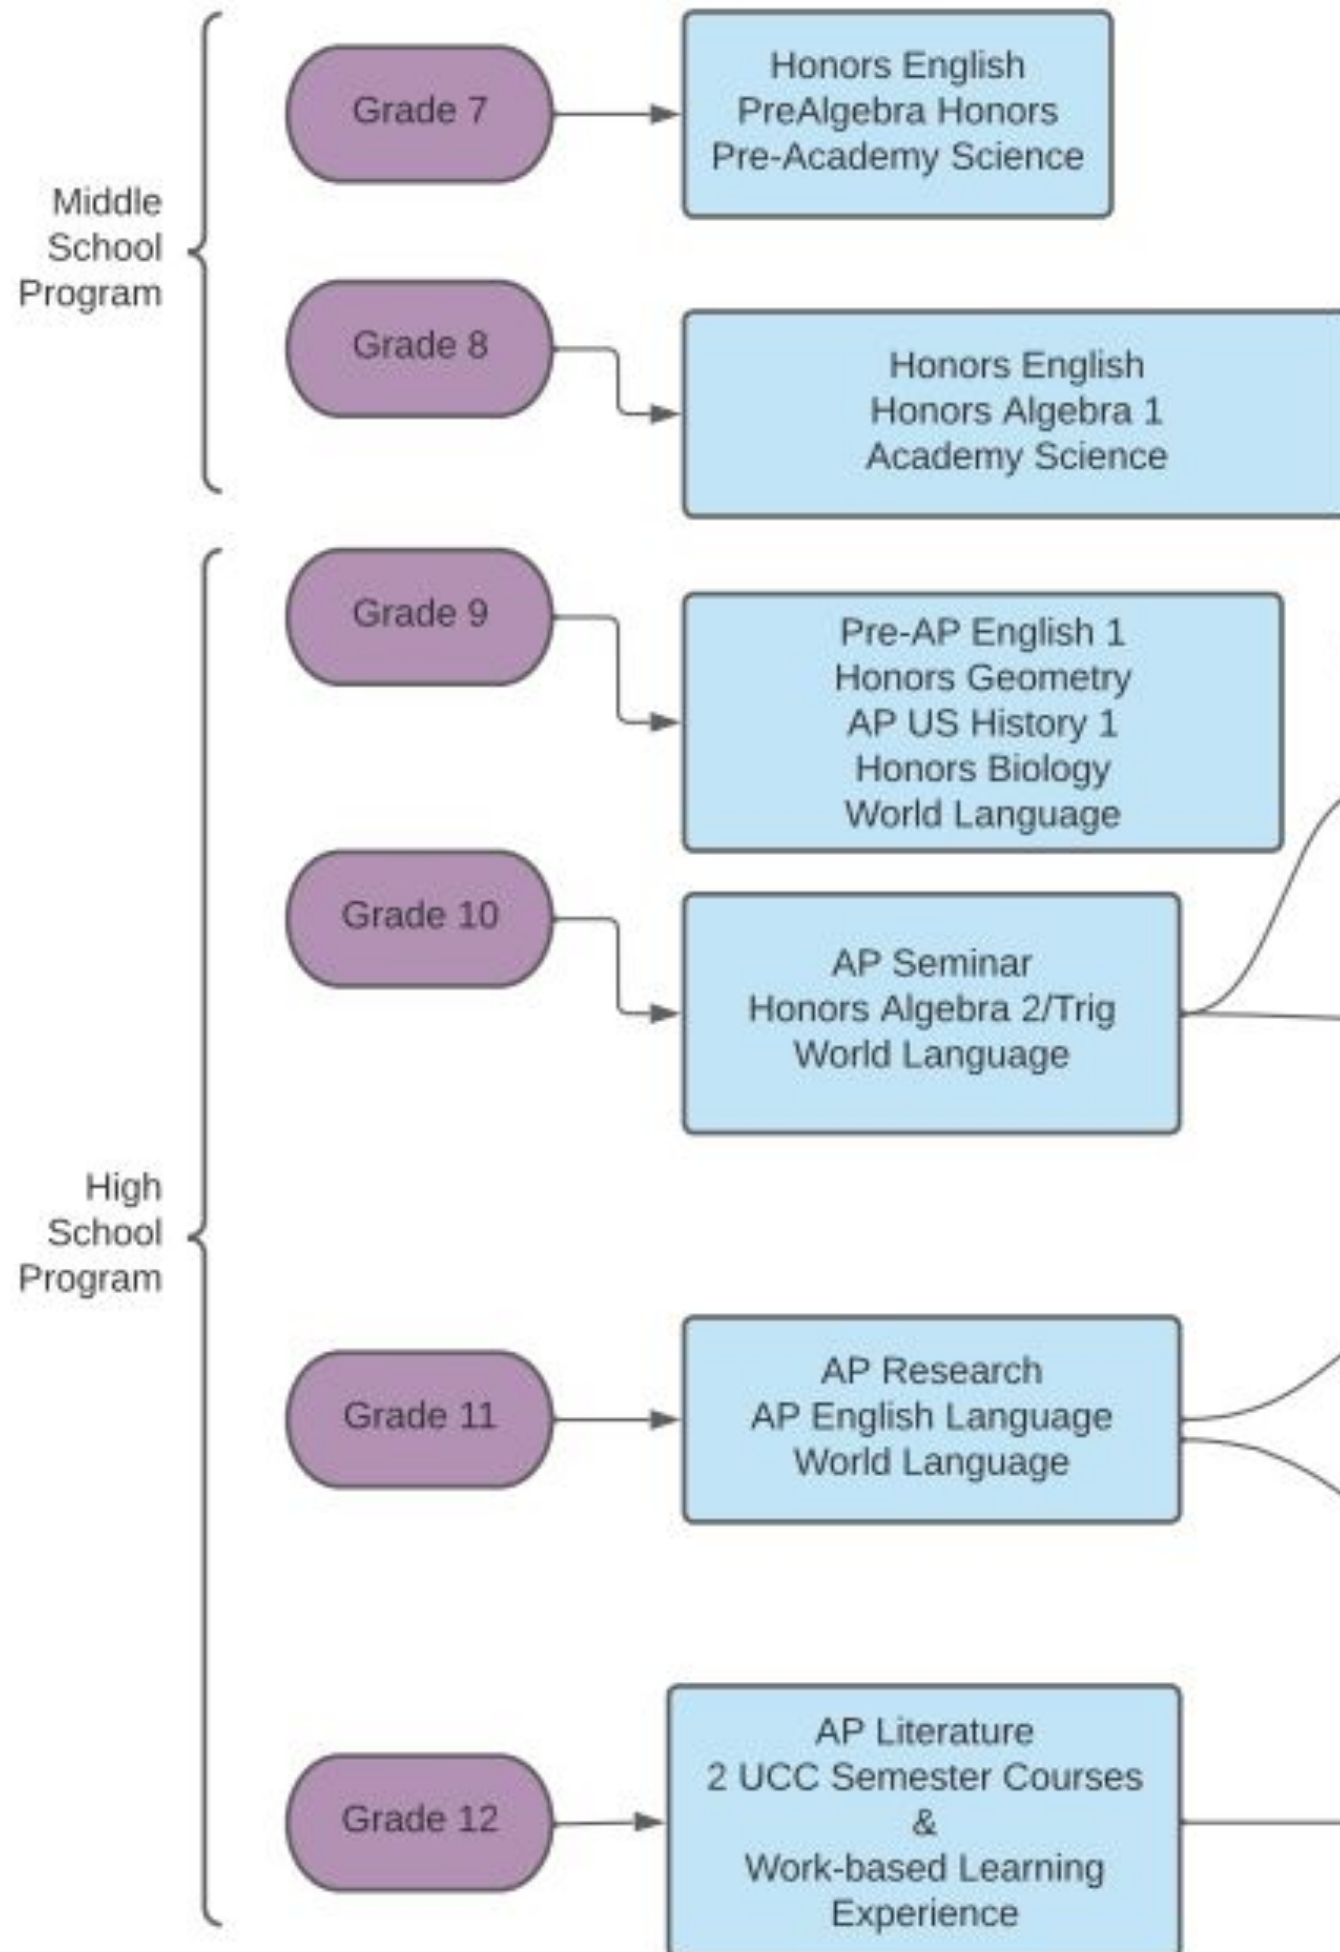 Middle
School
Program
Grade 7
Honors English
PreAlgebra Honors
Pre-Academy Science
Grade 8
Honors English
Honors Algebra 1
Academy Science
High
School
Program
Grade 9
Pre-AP English 1
Honors Geometry
AP US History 1
Honors Biology
World Language
Grade 10
AP Seminar
Honors Algebra 2/Trig
World Language
Grade 11
AP Research
AP English Language
World Language
Grade 12
AP Literature
2 UCC Semester Courses
&
Work-based Learning
Experience